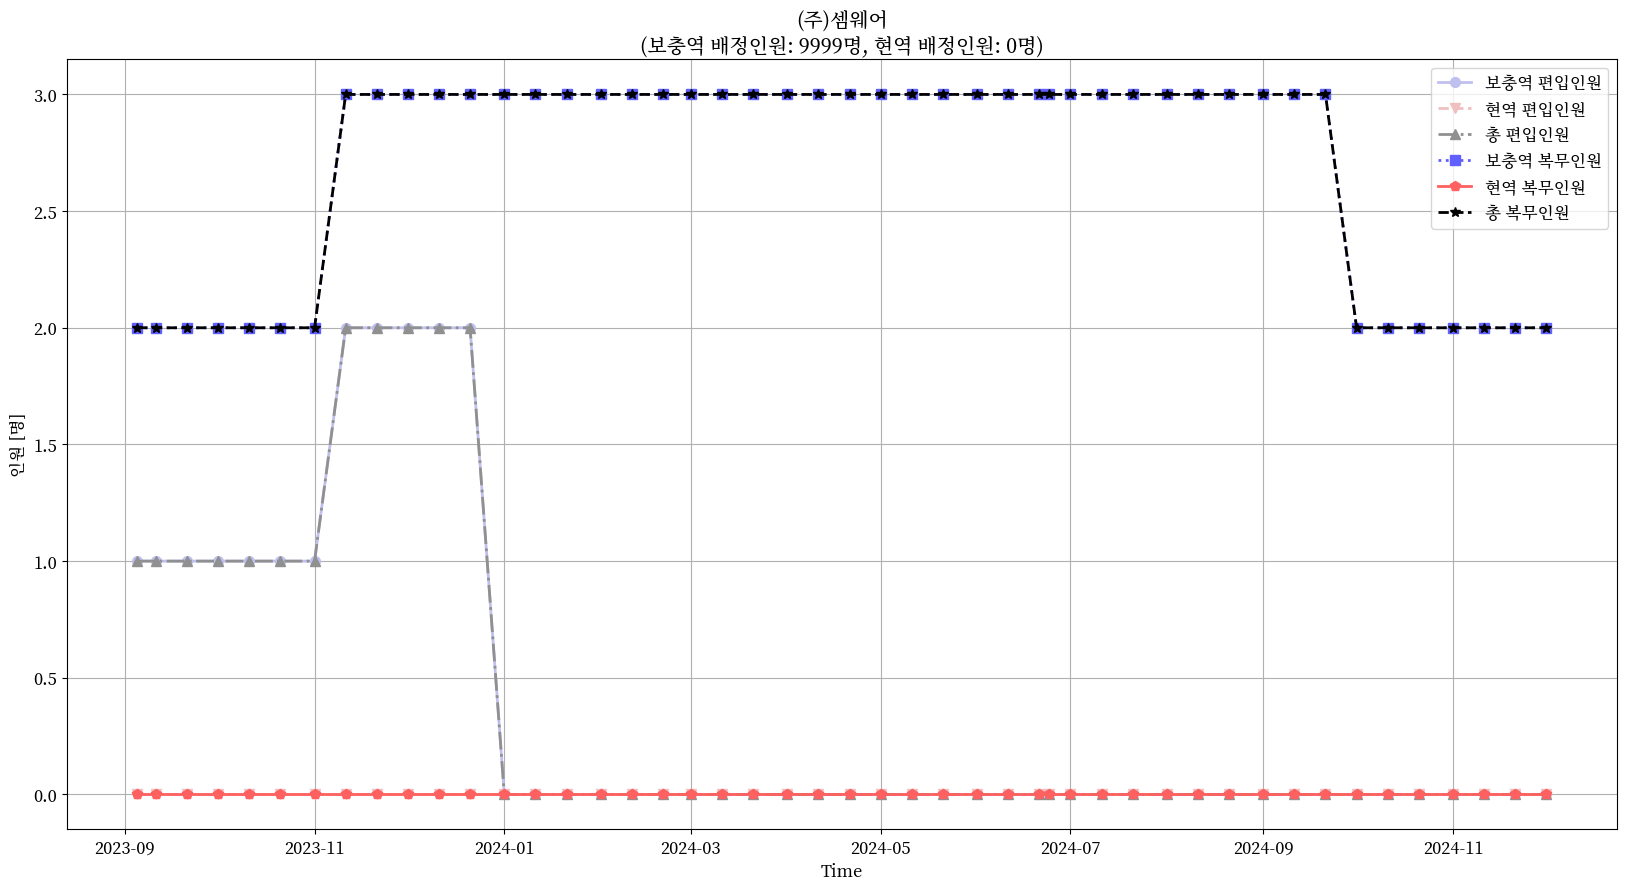 (주)셈웨어
(보충역 배정인원: 9999명, 현역 배정인원: 0명)
보충역 편입인원
현역 편입인원
총 편입인원
보충역 복무인원
현역 복무인원
총 복무인원
인원 [명]
3.0
2.5
2.0
1.5
1.0
0.5
0.0
2023-09 2023-11 2024-01 2024-03 2024-05 2024-07 2024-09 2024-11
Time